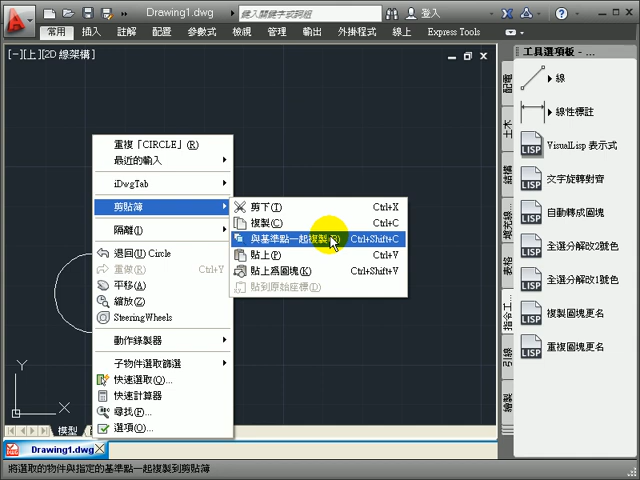 Drawing1.dwg
鍵入關鍵字或詞組
登入
常用 插入 註解 配置 參數式 檢視 管理 輸出 外掛程式 線上 Express Tools
[−][上][2D 線架構]
工具選項板 - ...
線
線性標註
VisualLisp 表示式
文字旋轉對齊
自動轉成圖塊
全選分解改2號色
全選分解改1號色
複製圖塊更名
重複圖塊更名
土木
填充線...
表格
指令工...
引線
繪製
重複「CIRCLE」(R)
最近的輸入
iDwgTab
剪貼簿
隔離(I)
退回(U) Circle
重做(R) Ctrl+Y
平移(A)
縮放(Z)
SteeringWheels
動作錄製器
子物件選取篩選
快速選取(Q)...
快速計算器
尋找(F)...
選項(O)...
剪下(T) Ctrl+X
複製(C) Ctrl+C
與基準點一起複製(B) Ctrl+Shift+C
貼上(P) Ctrl+V
貼上為圖塊(K) Ctrl+Shift+V
貼到原始座標(D)
Y
X
模型
Drawing1.dwg
將選取的物件與指定的基準點一起複製到剪貼簿